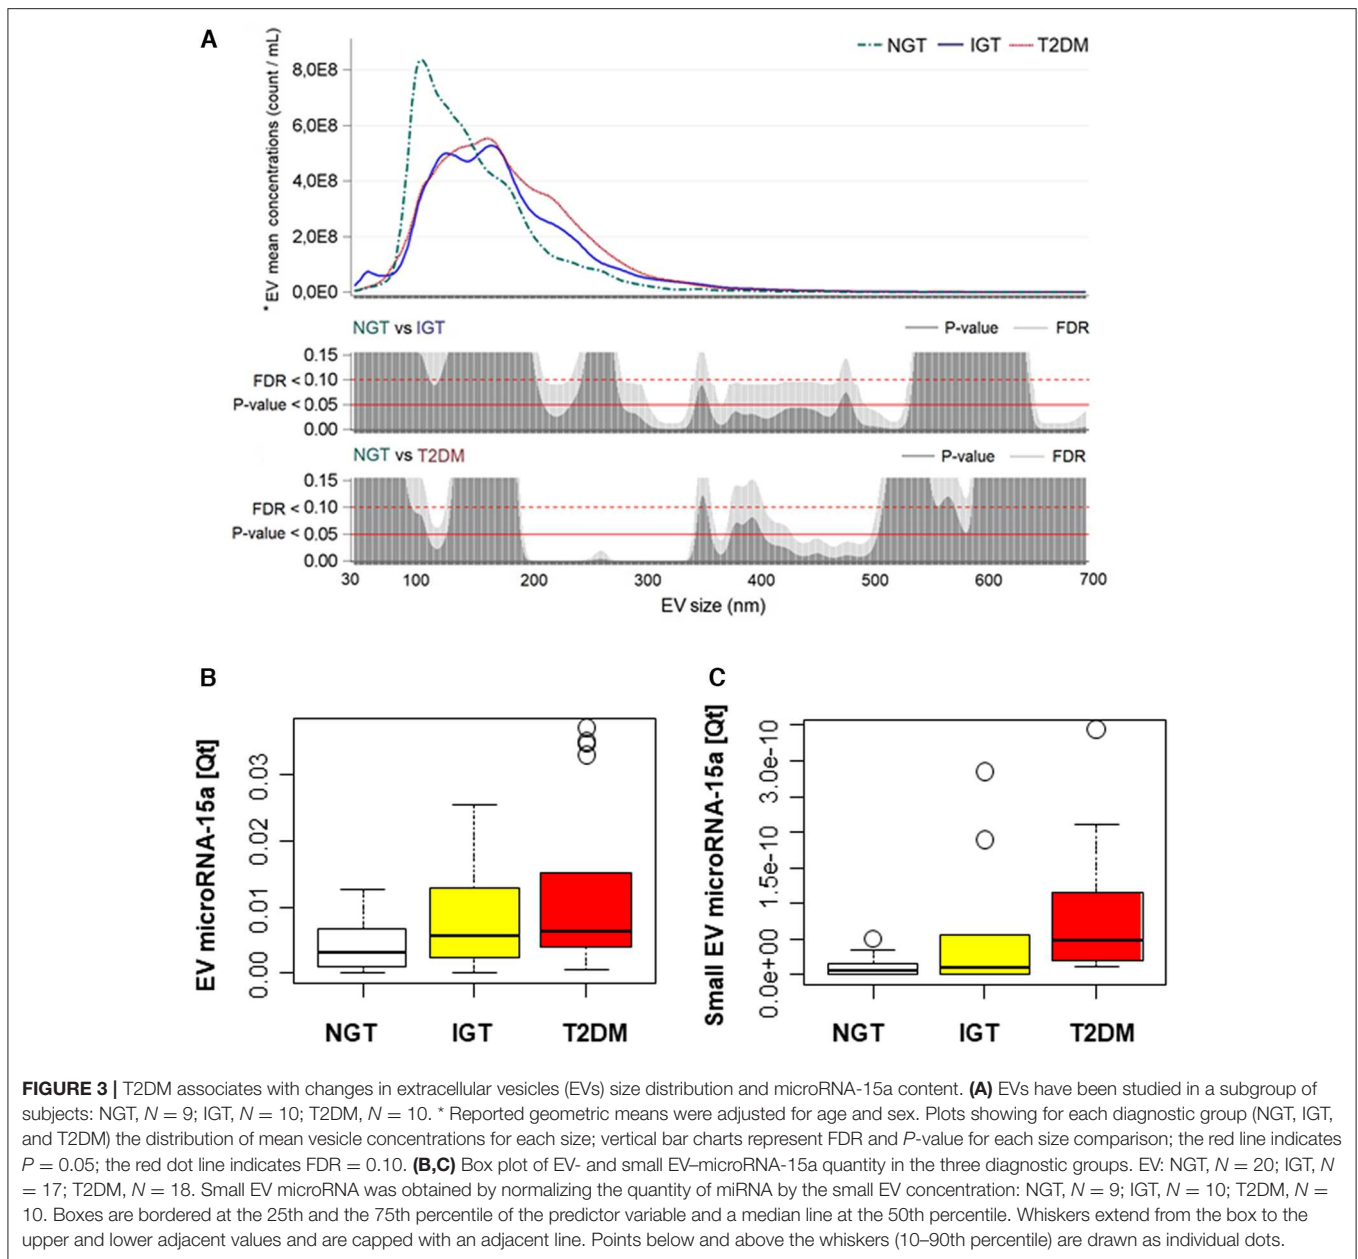 A
NGT IGT T2DM
* EV mean concentrations (count / mL)
8,0E8
6,0E8
4,0E8
2,0E8
0,0E0
NGT vs IGT
P-value FDR
0.15
FDR < 0.10
P-value < 0.05
0.00
NGT vs T2DM
P-value FDR
0.15
FDR < 0.10
P-value < 0.05
0.00
30 100 200 300 400 500 600 700
EV size (nm)
B
EV microRNA-15a [Qt]
0.03
0.02
0.01
0.00
NGT IGT T2DM
C
Small EV microRNA-15a [Qt]
3.0e-10
1.5e-10
0.0e+00
NGT IGT T2DM
FIGURE 3 | T2DM associates with changes in extracellular vesicles (EVs) size distribution and microRNA-15a content. (A) EVs have been studied in a subgroup of
subjects: NGT, N = 9; IGT, N = 10; T2DM, N = 10. * Reported geometric means were adjusted for age and sex. Plots showing for each diagnostic group (NGT, IGT,
and T2DM) the distribution of mean vesicle concentrations for each size; vertical bar charts represent FDR and P-value for each size comparison; the red line indicates
P = 0.05; the red dot line indicates FDR = 0.10. (B,C) Box plot of EV- and small EV–microRNA-15a quantity in the three diagnostic groups. EV: NGT, N = 20; IGT, N
= 17; T2DM, N = 18. Small EV microRNA was obtained by normalizing the quantity of miRNA by the small EV concentration: NGT, N = 9; IGT, N = 10; T2DM, N =
10. Boxes are bordered at the 25th and the 75th percentile of the predictor variable and a median line at the 50th percentile. Whiskers extend from the box to the
upper and lower adjacent values and are capped with an adjacent line. Points below and above the whiskers (10–90th percentile) are drawn as individual dots.